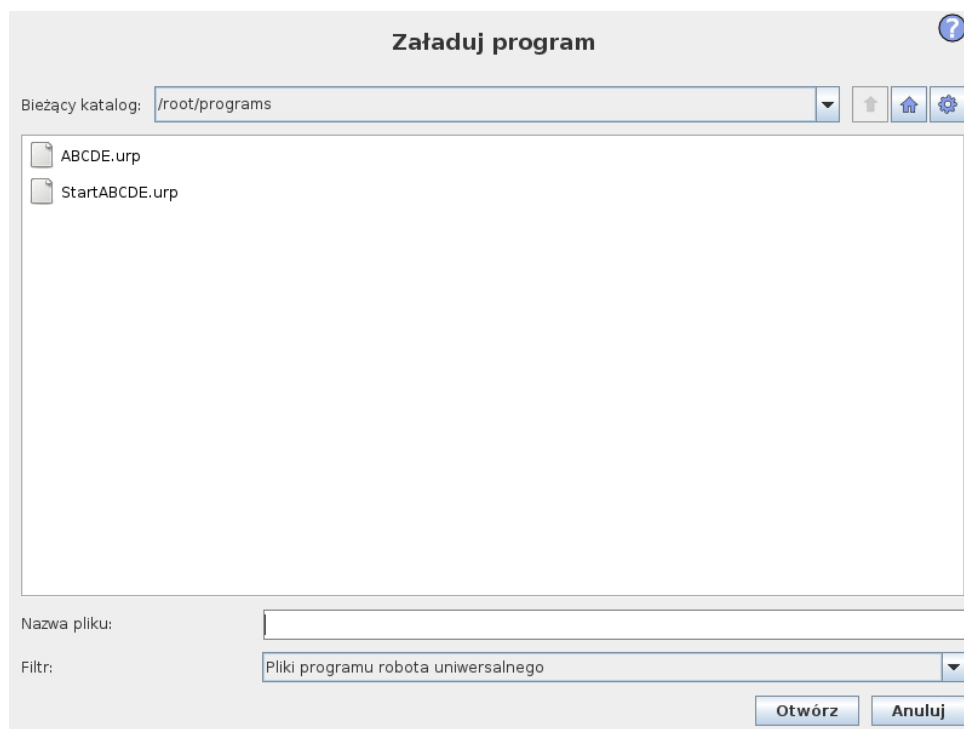 Załaduj program
?
Bieżący katalog: /root/programs
ABCDE.urp
StartABCDE.urp
Nazwa pliku:
Filtr: Pliki programu robota uniwersalnego
Otwórz Anuluj